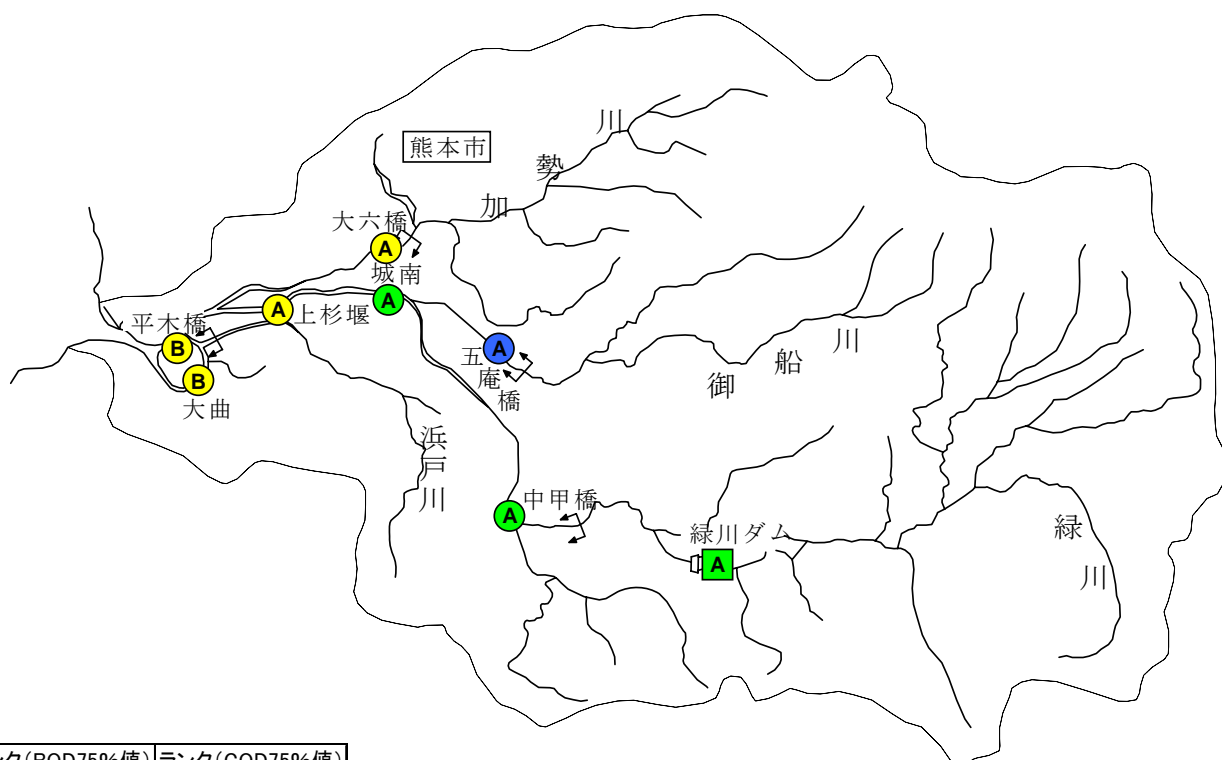 川
勢
加
熊本市
大六橋
A
城南
A
上杉堰
A
平木橋
B
B
大曲
A
五
庵
橋
御
船
川
浜
戸
川
中甲橋
A
緑川ダム
A
緑
川
ク(BOD75%値) ランク(COD75%値)